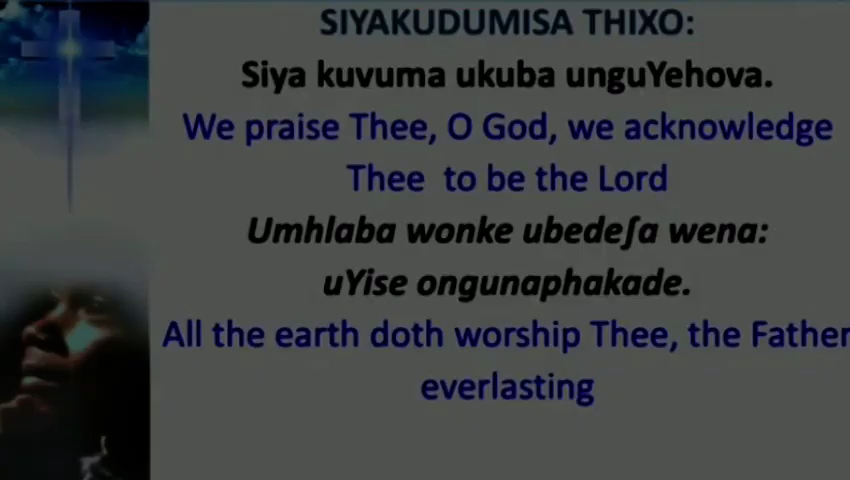 SIYAKUDUMISA THIXO:
Siya kuvuma ukuba unguYehova.
We praise Thee, O God, we acknowledge
Thee to be the Lord
Umhlaba wonke ubedeʃa wena:
uYise ongunaphakade.
All the earth doth worship Thee, the Father
everlasting